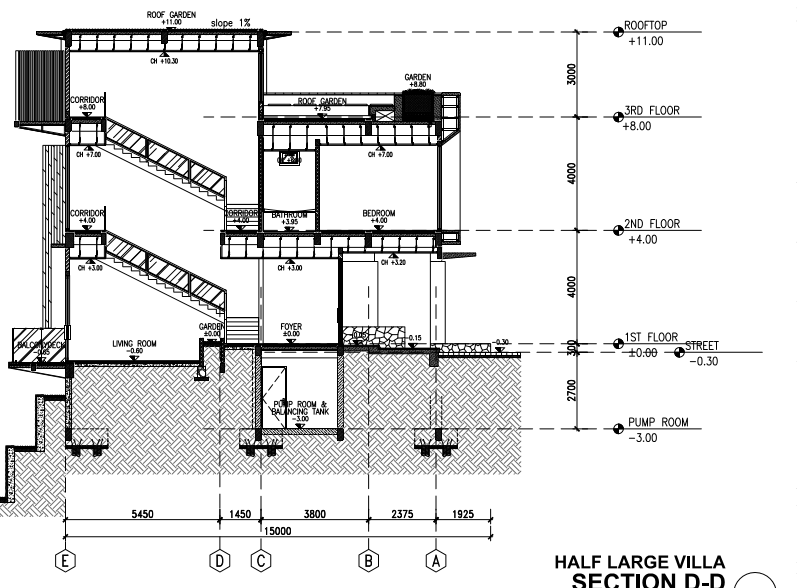 ROOF GARDEN
+11.00
slope 1%
ROOFTOP
+11.00
CH +10.30
3000
GARDEN
+8.80
CORRIDOR
+8.00
ROOF GARDEN
+7.95
3RD FLOOR
+8.00
CH +7.00
CH +7.00
4000
CORRIDOR
+4.00
CORRIDOR
+4.00
BATHROOM
+3.95
BEDROOM
+4.00
2ND FLOOR
+4.00
CH +3.00
CH +3.00
CH +3.20
4000
GARDEN
±0.00
FOYER
±0.00
LIVING ROOM
-0.60
BALCONY/DECK
-0.65
-0.15
-0.30
1ST FLOOR
±0.00
STREET
-0.30
300
2700
PUMP ROOM &
BALANCING TANK
-3.00
PUMP ROOM
-3.00
5450
1450
3800
2375
1925
15000
E
D
C
B
A
HALF LARGE VILLA
SECTION D-D